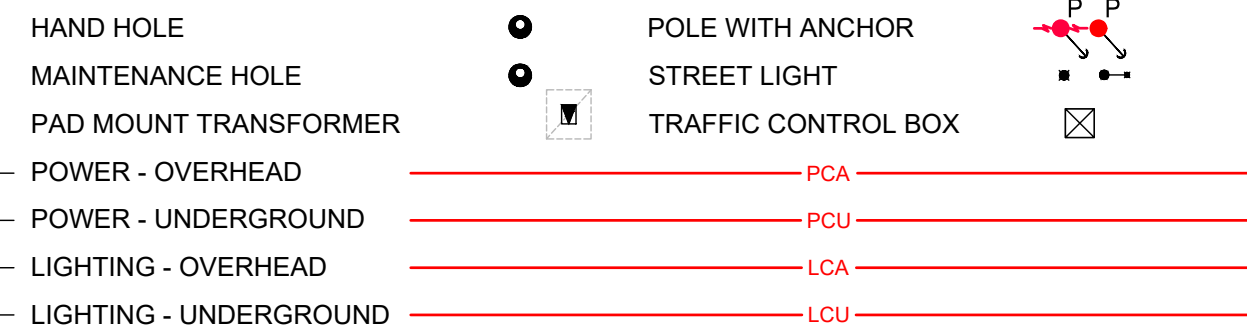 P P
HAND HOLE POLE WITH ANCHOR
MAINTENANCE HOLE STREET LIGHT
PAD MOUNT TRANSFORMER TRAFFIC CONTROL BOX
POWER - OVERHEAD PCA
POWER - UNDERGROUND PCU
LIGHTING - OVERHEAD LCA
LIGHTING - UNDERGROUND LCU